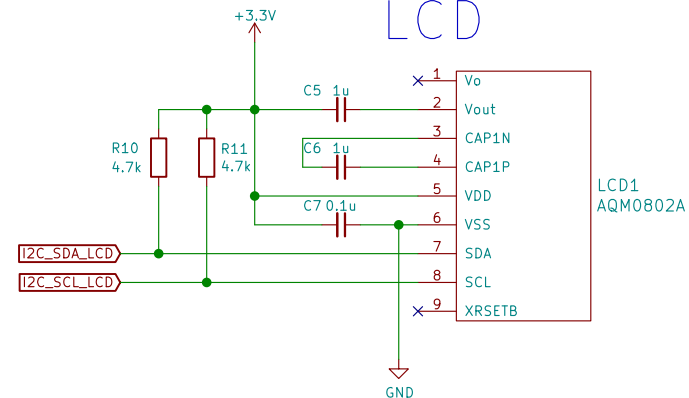 LCD
+3.3V
1 Vo
C5 1u
2 Vout
3 CAP1N
R10
4.7k
R11
4.7k
C6 1u
4 CAP1P
5 VDD
LCD1
AQM0802A
C7 0.1u
6 VSS
I2C_SDA_LCD
7 SDA
I2C_SCL_LCD
8 SCL
9 XRSETB
GND